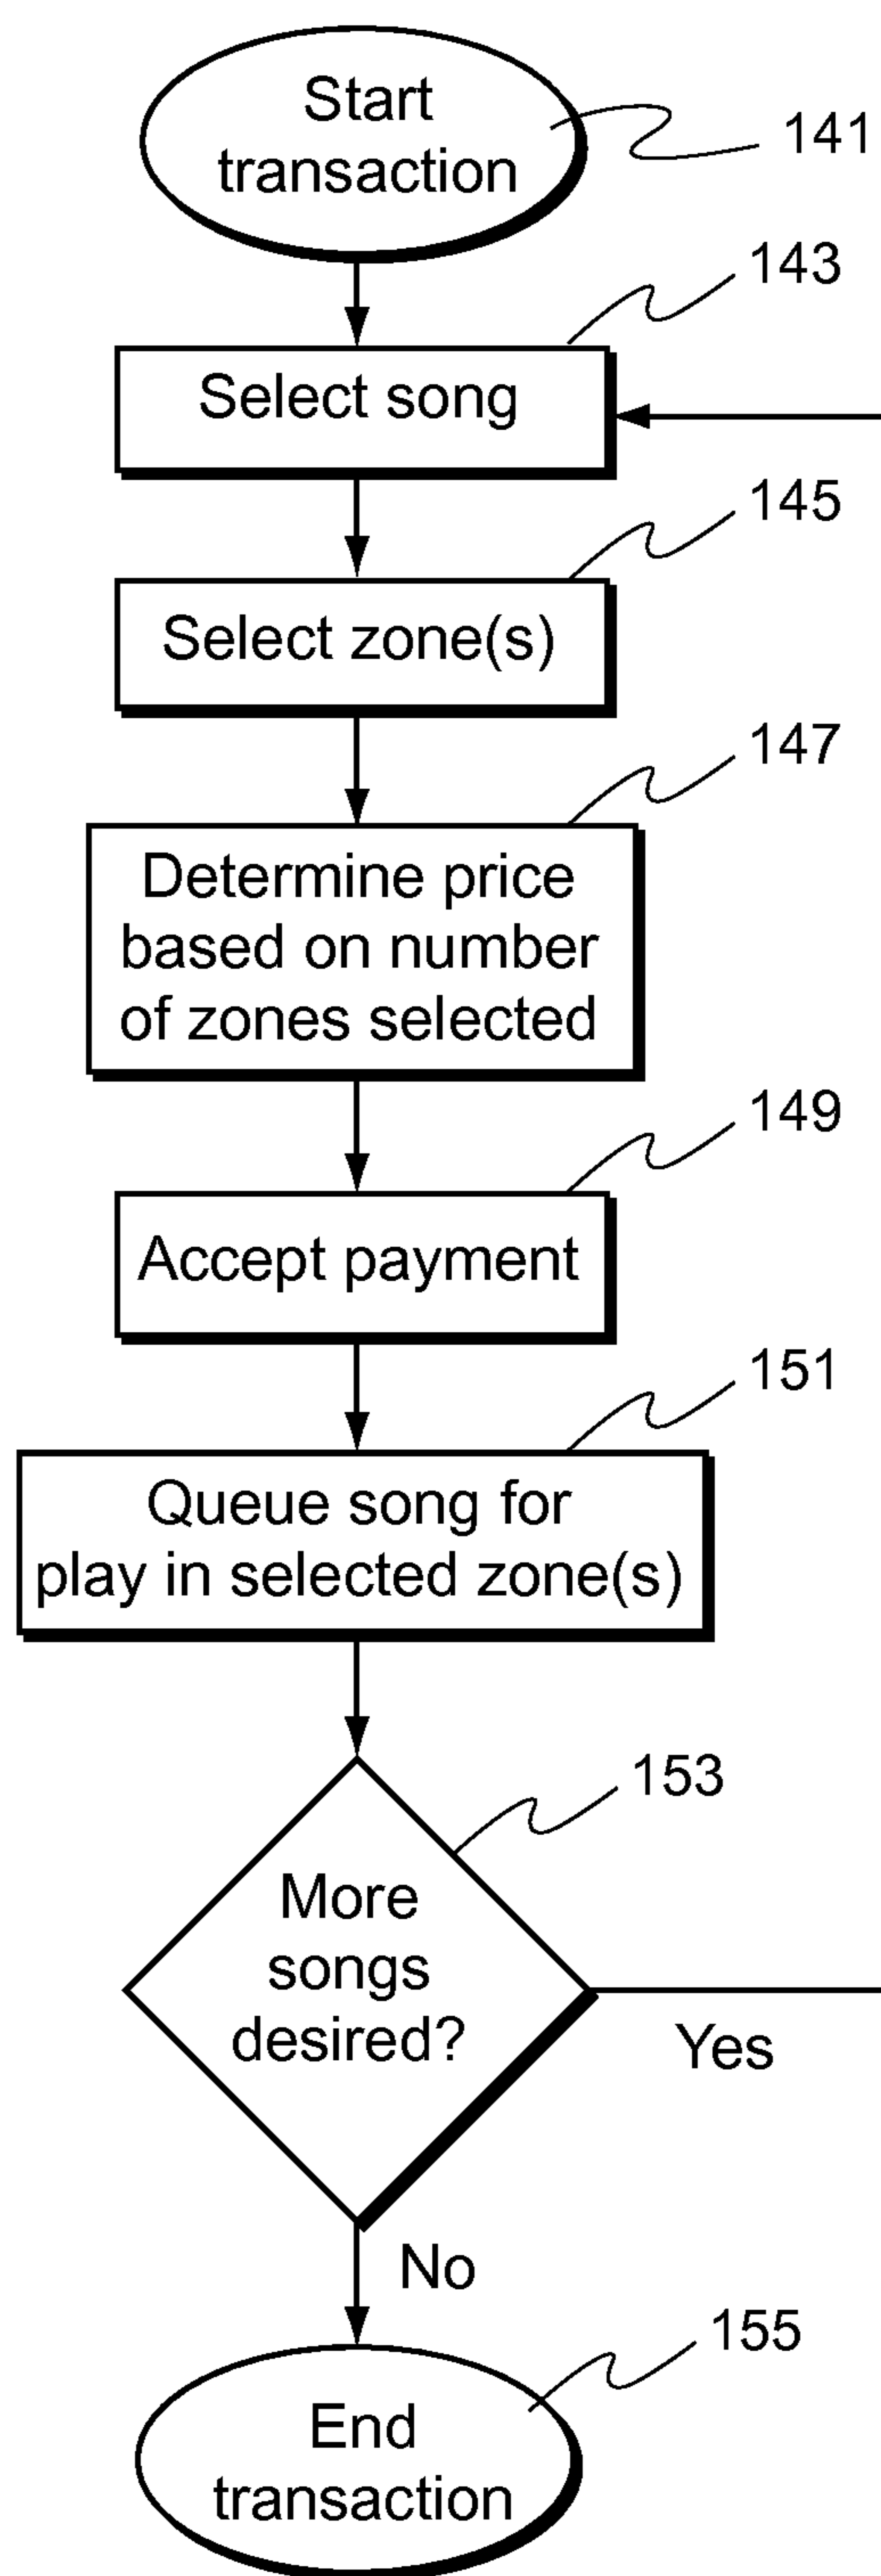 Start
transaction
141
143
Select song
145
Select zone(s)
147
Determine price
based on number
of zones selected
149
Accept payment
151
Queue song for
play in selected zone(s)
153
More
songs
desired?
Yes
No
155
End
transaction